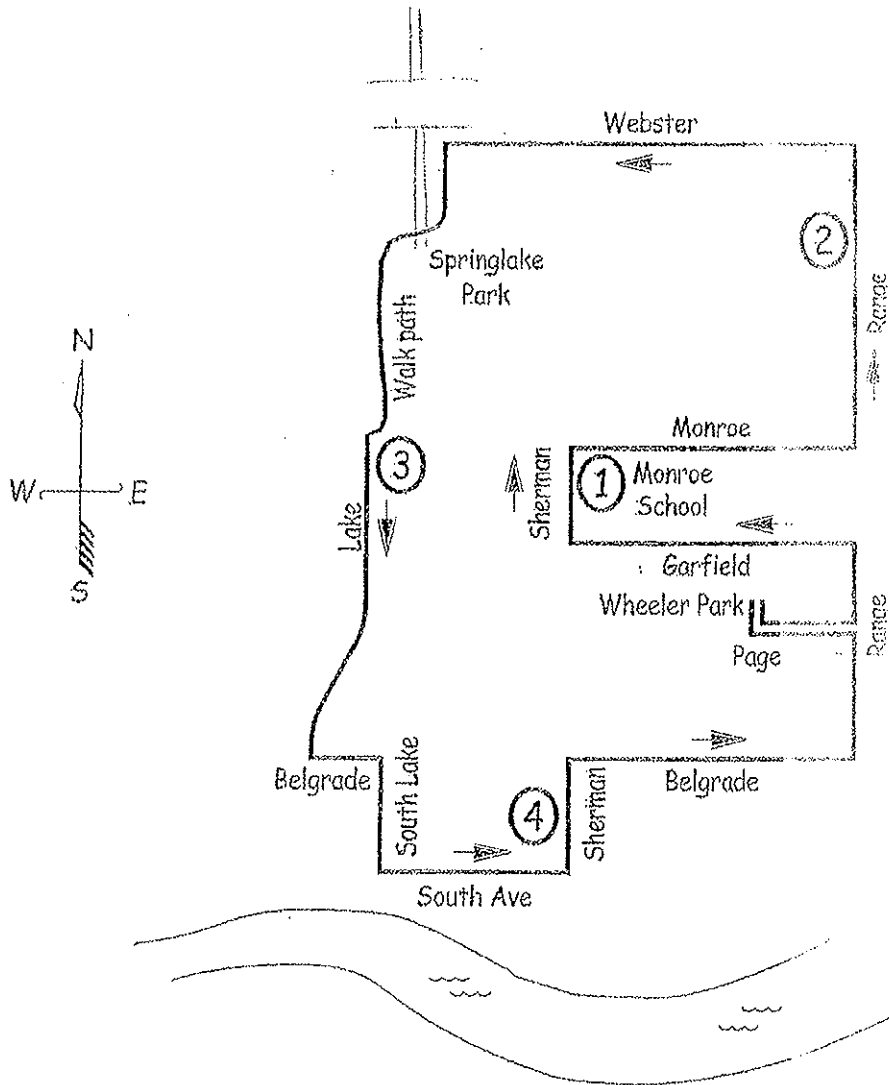 Webster
2
Springlake
Park
Range
Walk path
N
W
E
S
Monroe
3
Sherman
1
Monroe
School
Lake
Garfield
Wheeler Park
Range
Page
Belgrade
South Lake
Sherman
Belgrade
4
South Ave